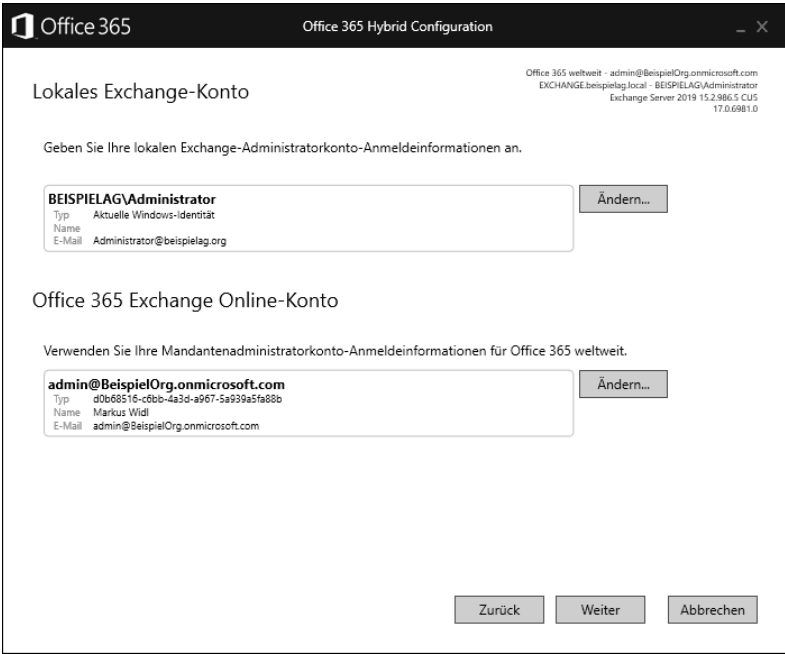 Office 365
Office 365 Hybrid Configuration
Office 365 weltweit - admin@BeispielOrg.onmicrosoft.com
EXCHANGE.beispielag.local - BEISPIELAG\Administrator
Exchange Server 2019 15.2.986.5 CU5
17.0.6981.0
Lokales Exchange-Konto
Geben Sie Ihre lokalen Exchange-Administratorkonto-Anmeldeinformationen an.
BEISPIELAG\Administrator
Ändern...
Typ Aktuelle Windows-Identität
Name
E-Mail Administrator@beispielag.org
Office 365 Exchange Online-Konto
Verwenden Sie Ihre Mandantenadministratorkonto-Anmeldeinformationen für Office 365 weltweit.
admin@BeispielOrg.onmicrosoft.com
Ändern...
Typ d0b68516-c6bb-4a3d-a967-5a939a5fa88b
Name Markus Widl
E-Mail admin@BeispielOrg.onmicrosoft.com
Zurück Weiter Abbrechen